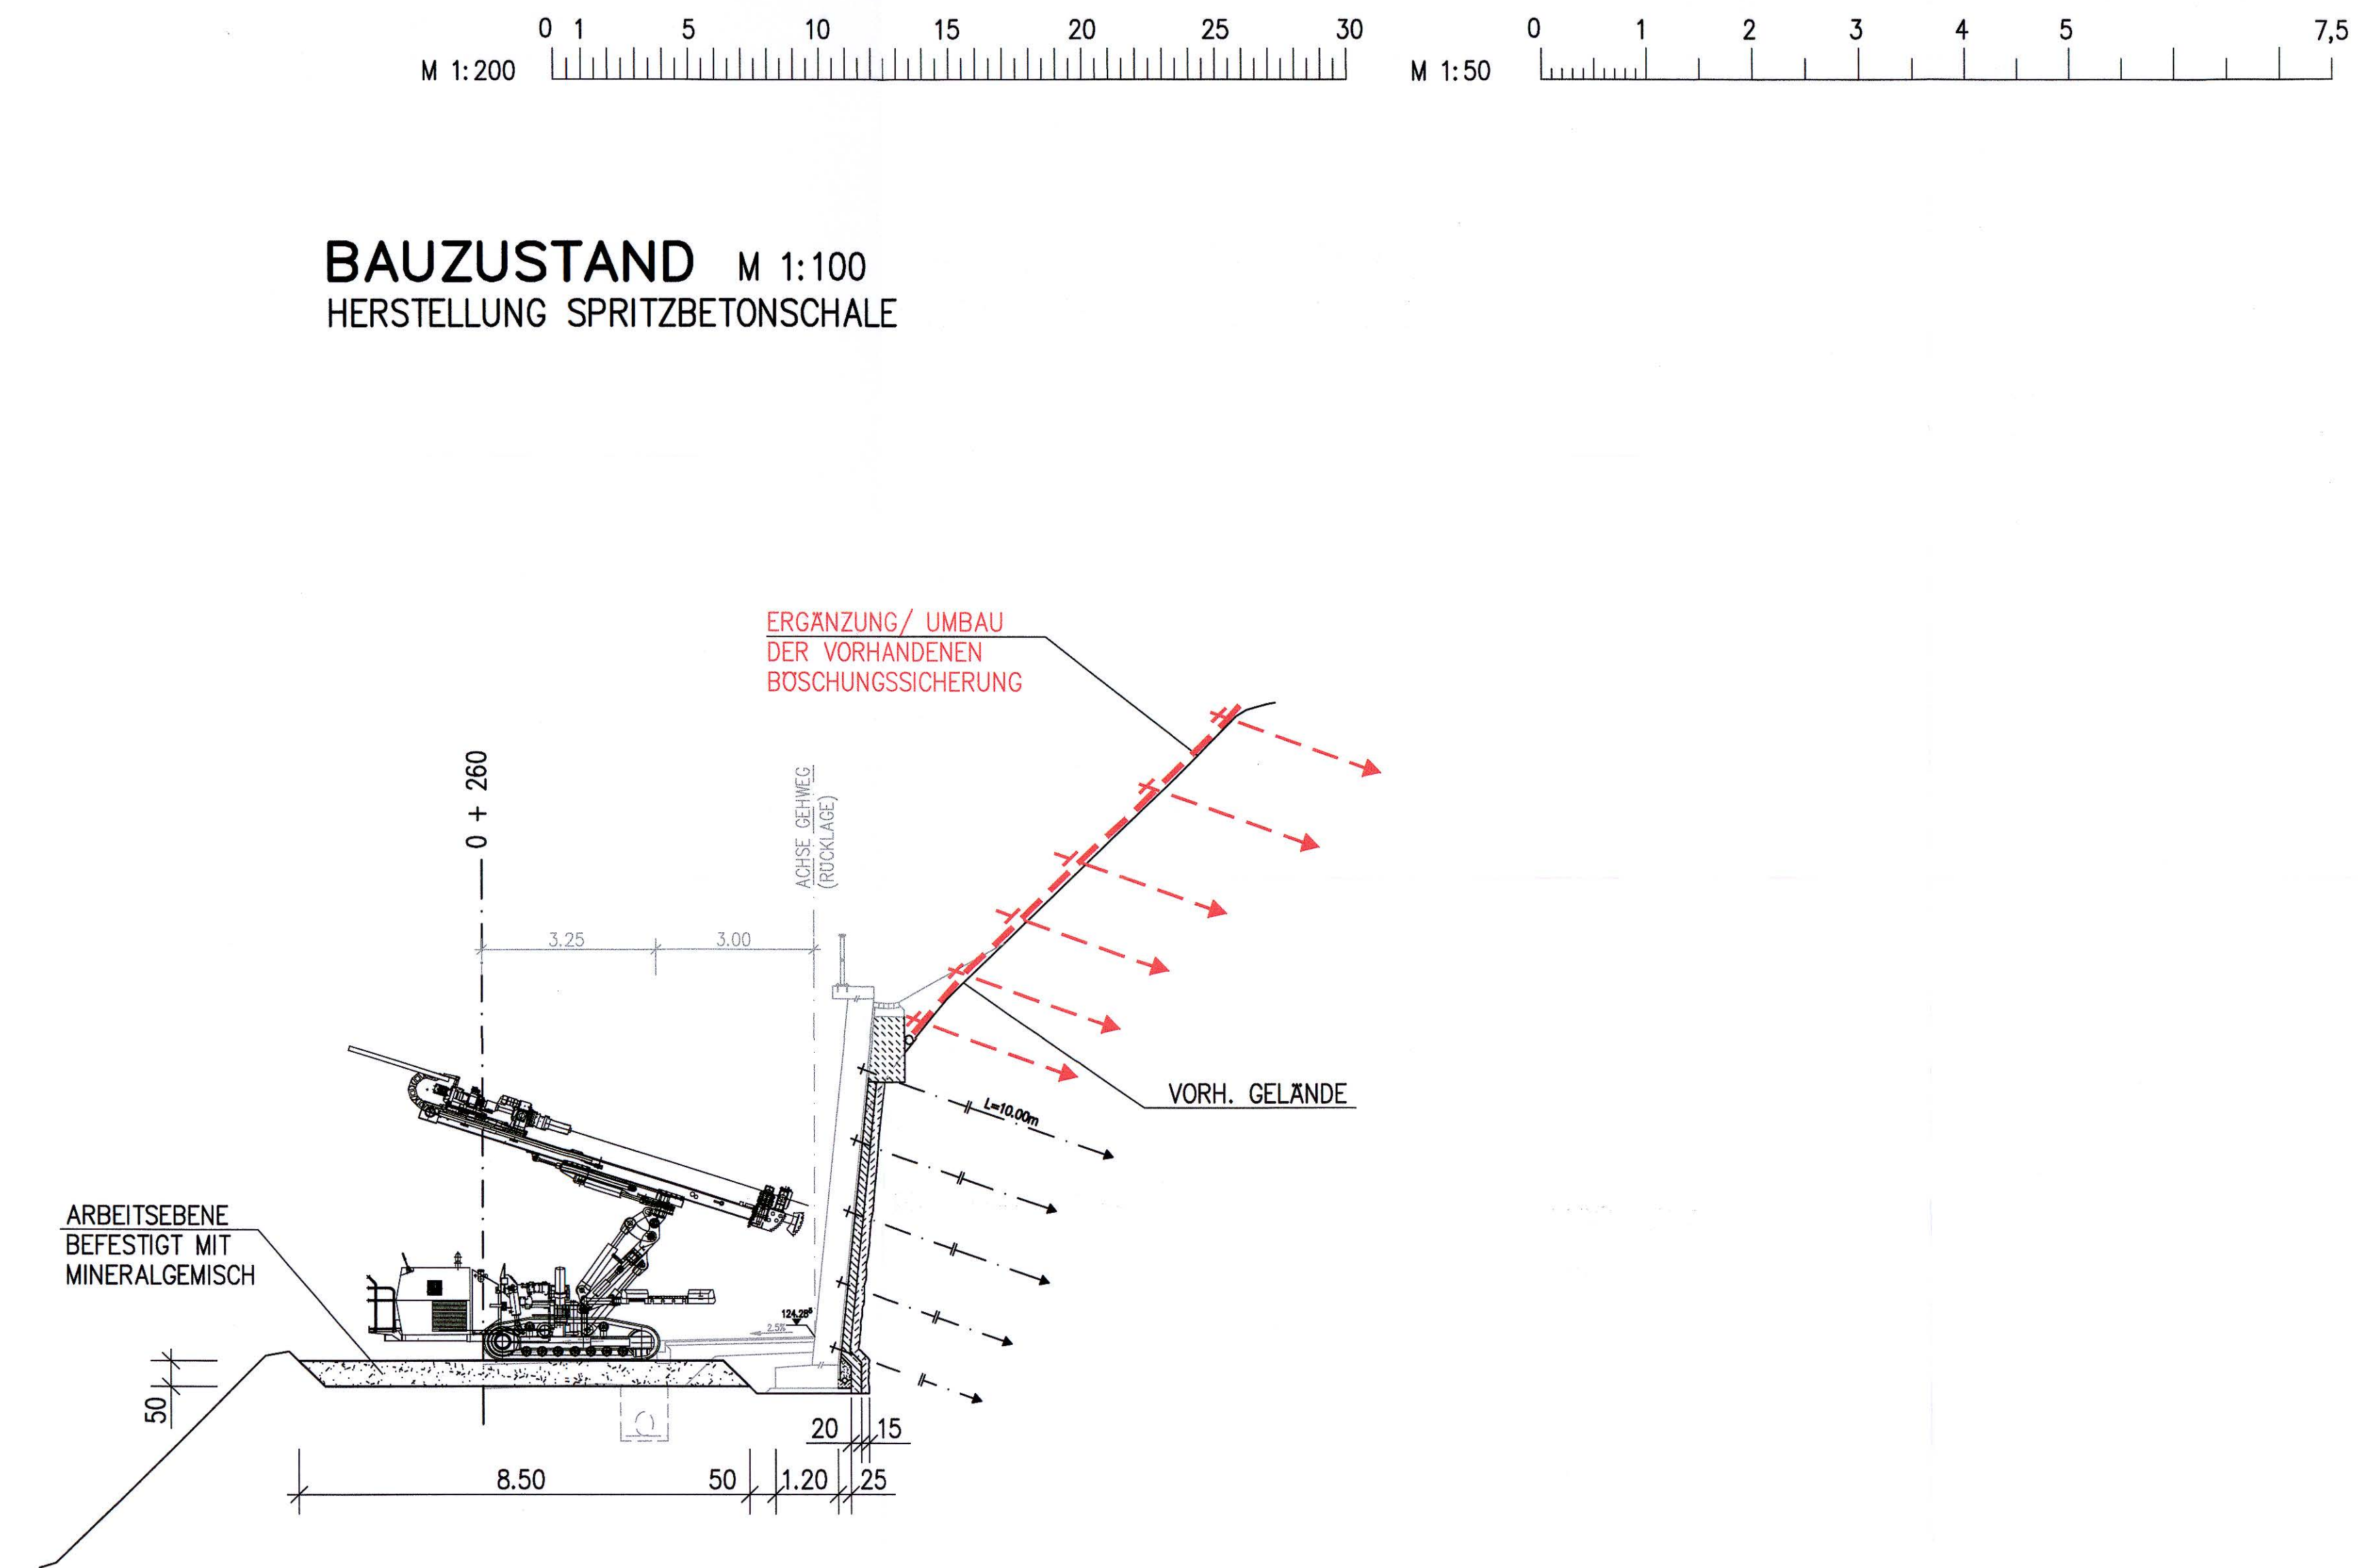 0 1 5 10 15 20 25 30
M 1:200
0 1 2 3 4 5 7,5
M 1:50
BAUZUSTAND M 1:100
HERSTELLUNG SPRITZBETONSCHALE
ERGÄNZUNG/ UMBAU
DER VORHANDENEN
BÖSCHUNGSSICHERUNG
0 + 260
ACHSE GEHWEG
(RÜCKLAGE)
3.25 3.00
VORH. GELÄNDE
L=10.00m
ARBEITSEBENE
BEFESTIGT MIT
MINERALGEMISCH
124.28⁵
2.5%
50
20 15
8.50 50 1.20 25